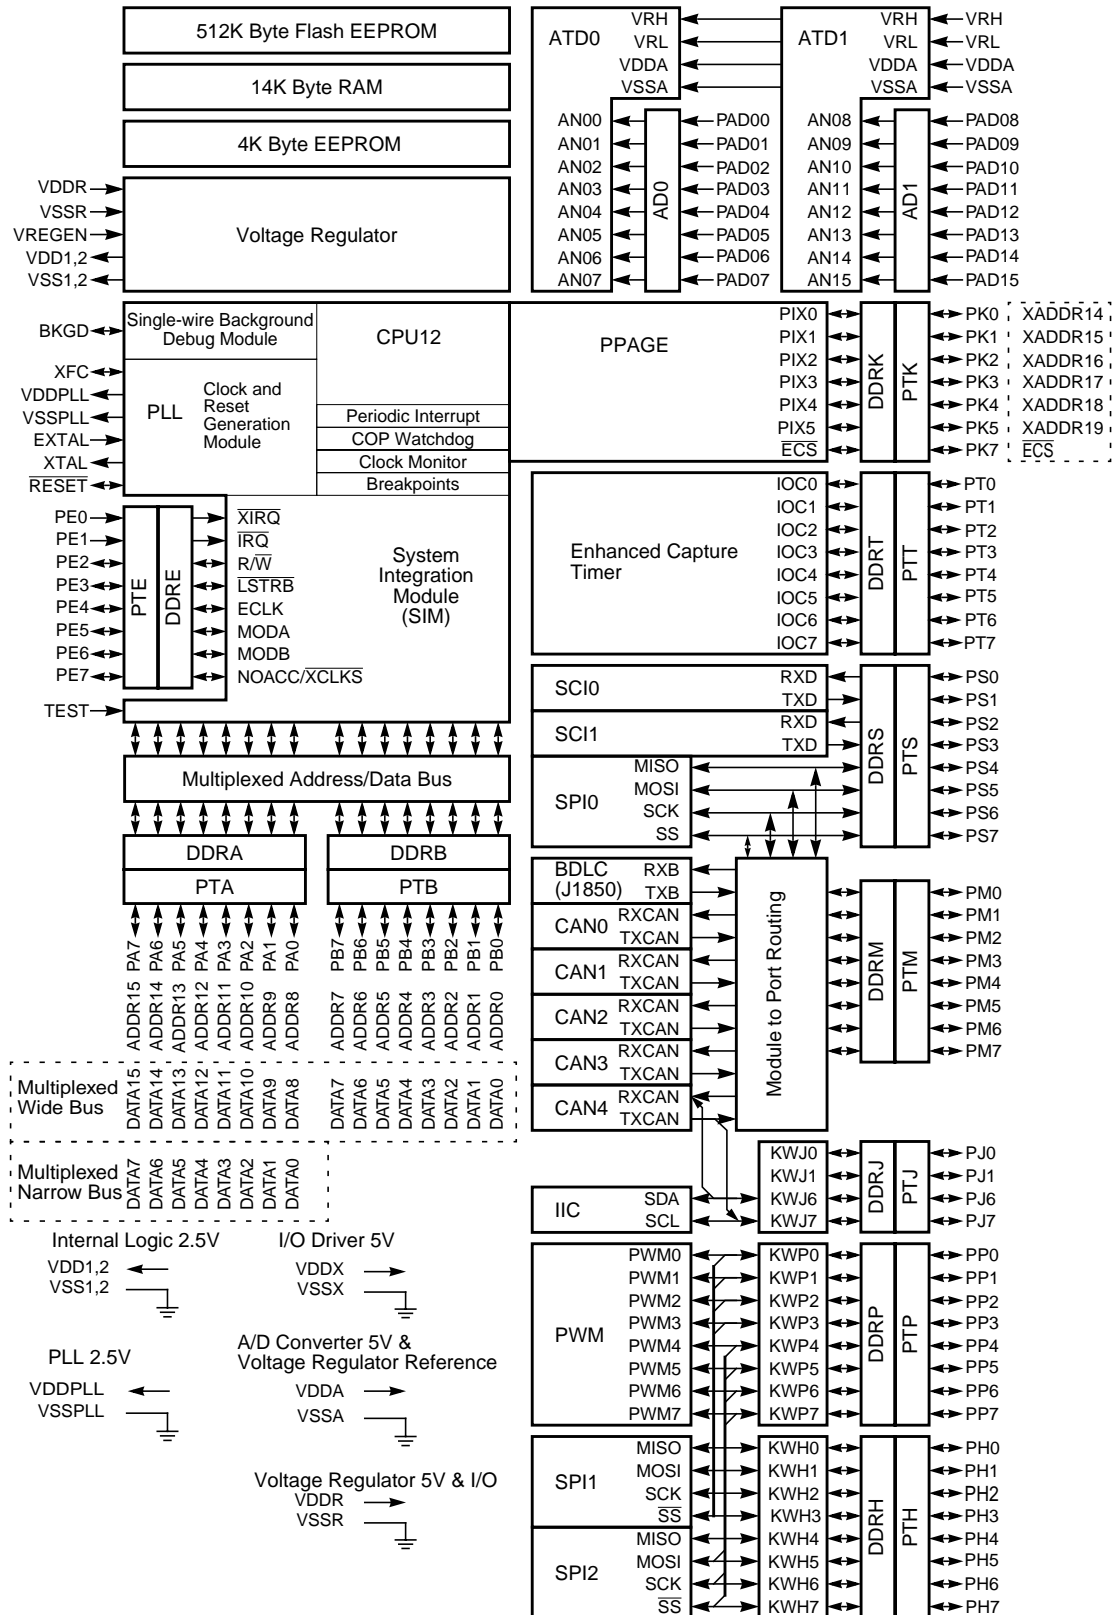 512K Byte Flash EEPROM
14K Byte RAM
4K Byte EEPROM
VDDR
VSSR
VREGEN
VDD1,2
VSS1,2
Voltage Regulator
ATD0
VRH
VRL
VDDA
VSSA
AN00
AN01
AN02
AN03
AN04
AN05
AN06
AN07
AD0
PAD00
PAD01
PAD02
PAD03
PAD04
PAD05
PAD06
PAD07
ATD1
VRH
VRL
VDDA
VSSA
AN08
AN09
AN10
AN11
AN12
AN13
AN14
AN15
AD1
VRH
VRL
VDDA
VSSA
PAD08
PAD09
PAD10
PAD11
PAD12
PAD13
PAD14
PAD15
BKGD
XFC
VDDPLL
VSSPLL
EXTAL
XTAL
RESET
Single-wire Background
Debug Module
CPU12
PLL
Clock and
Reset
Generation
Module
Periodic Interrupt
COP Watchdog
Clock Monitor
Breakpoints
PPAGE
PIX0
PIX1
PIX2
PIX3
PIX4
PIX5
ECS
DDRK
PTK
PK0
PK1
PK2
PK3
PK4
PK5
PK7
XADDR14
XADDR15
XADDR16
XADDR17
XADDR18
XADDR19
ECS
PE0
PE1
PE2
PE3
PE4
PE5
PE6
PE7
TEST
PTE
DDRE
XIRQ
IRQ
R/W
LSTRB
ECLK
MODA
MODB
NOACC/XCLKS
System
Integration
Module
(SIM)
Enhanced Capture
Timer
IOC0
IOC1
IOC2
IOC3
IOC4
IOC5
IOC6
IOC7
DDRT
PTT
PT0
PT1
PT2
PT3
PT4
PT5
PT6
PT7
SCI0
RXD
TXD
SCI1
RXD
TXD
SPI0
MISO
MOSI
SCK
SS
DDRS
PTS
PS0
PS1
PS2
PS3
PS4
PS5
PS6
PS7
Multiplexed Address/Data Bus
DDRA
PTA
DDRB
PTB
PA7
PA6
PA5
PA4
PA3
PA2
PA1
PA0
PB7
PB6
PB5
PB4
PB3
PB2
PB1
PB0
ADDR15
ADDR14
ADDR13
ADDR12
ADDR11
ADDR10
ADDR9
ADDR8
ADDR7
ADDR6
ADDR5
ADDR4
ADDR3
ADDR2
ADDR1
ADDR0
Multiplexed
Wide Bus
DATA15
DATA14
DATA13
DATA12
DATA11
DATA10
DATA9
DATA8
DATA7
DATA6
DATA5
DATA4
DATA3
DATA2
DATA1
DATA0
Multiplexed
Narrow Bus
DATA7
DATA6
DATA5
DATA4
DATA3
DATA2
DATA1
DATA0
BDLC
(J1850)
RXB
TXB
CAN0
RXCAN
TXCAN
CAN1
RXCAN
TXCAN
CAN2
RXCAN
TXCAN
CAN3
RXCAN
TXCAN
CAN4
RXCAN
TXCAN
Module to Port Routing
DDRM
PTM
PM0
PM1
PM2
PM3
PM4
PM5
PM6
PM7
IIC
SDA
SCL
KWJ0
KWJ1
KWJ6
KWJ7
DDRJ
PTJ
PJ0
PJ1
PJ6
PJ7
PWM
PWM0
PWM1
PWM2
PWM3
PWM4
PWM5
PWM6
PWM7
KWP0
KWP1
KWP2
KWP3
KWP4
KWP5
KWP6
KWP7
DDRP
PTP
PP0
PP1
PP2
PP3
PP4
PP5
PP6
PP7
SPI1
MISO
MOSI
SCK
SS
SPI2
MISO
MOSI
SCK
SS
KWH0
KWH1
KWH2
KWH3
KWH4
KWH5
KWH6
KWH7
DDRH
PTH
PH0
PH1
PH2
PH3
PH4
PH5
PH6
PH7
Internal Logic 2.5V
VDD1,2
VSS1,2
I/O Driver 5V
VDDX
VSSX
PLL 2.5V
VDDPLL
VSSPLL
A/D Converter 5V &
Voltage Regulator Reference
VDDA
VSSA
Voltage Regulator 5V & I/O
VDDR
VSSR